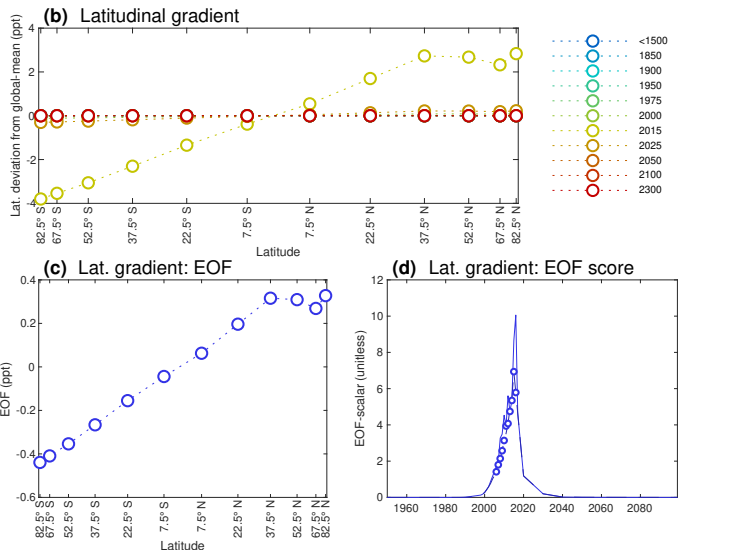 (b) Latitudinal gradient
Lat. deviation from global-mean (ppt)
4
2
0
-2
-4
82.5° S
67.5° S
52.5° S
37.5° S
22.5° S
7.5° S
7.5° N
22.5° N
37.5° N
52.5° N
67.5° N
82.5° N
Latitude
<1500
1850
1900
1950
1975
2000
2015
2025
2050
2100
2300
(c) Lat. gradient: EOF
EOF (ppt)
0.4
0.2
0
-0.2
-0.4
-0.6
82.5° S
67.5° S
52.5° S
37.5° S
22.5° S
7.5° S
7.5° N
22.5° N
37.5° N
52.5° N
67.5° N
82.5° N
Latitude
(d) Lat. gradient: EOF score
EOF-scalar (unitless)
12
10
8
6
4
2
0
1960
1980
2000
2020
2040
2060
2080